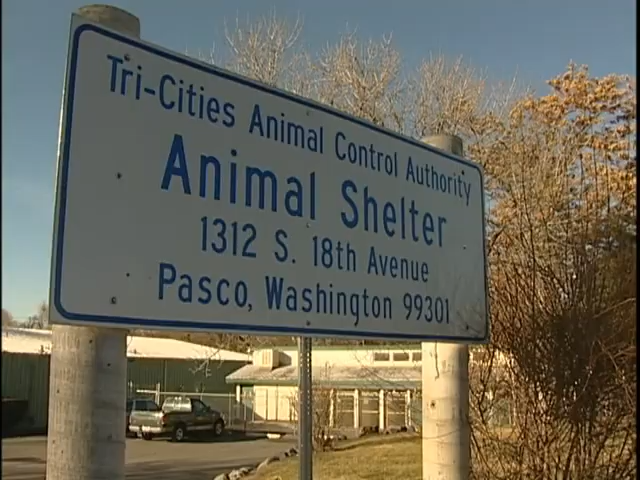 Tri-Cities Animal Control Authority
Animal Shelter
1312 S. 18th Avenue
Pasco, Washington 99301